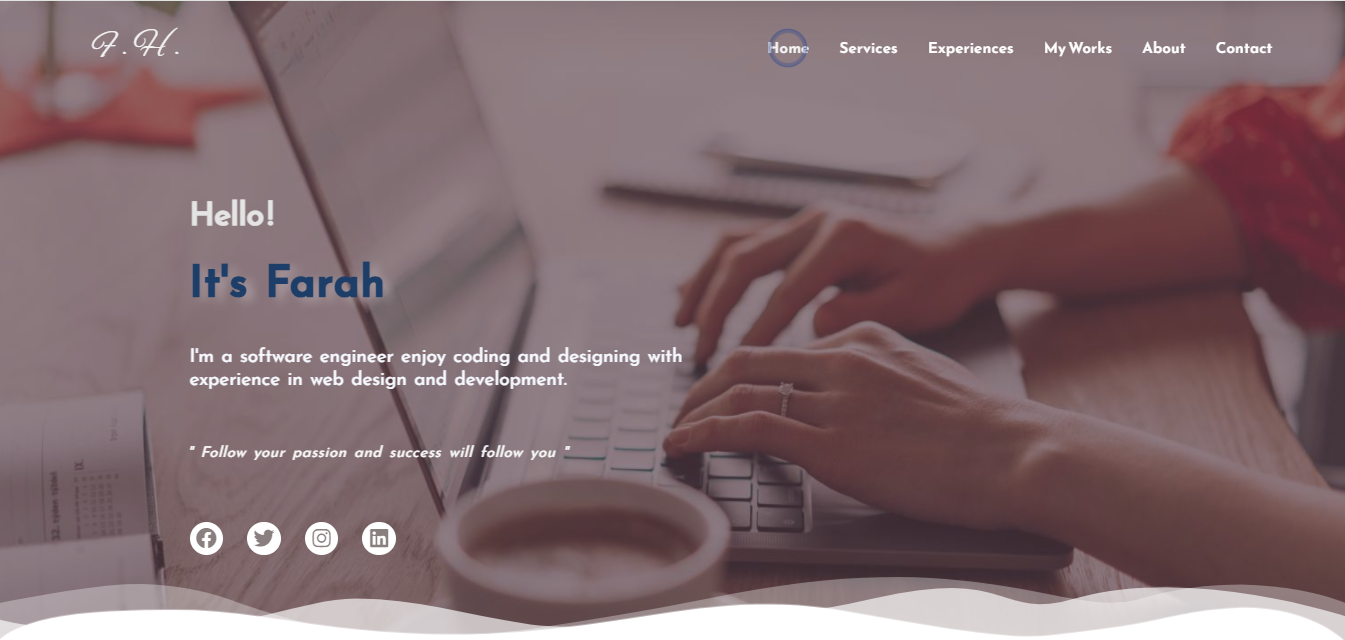 F.H.
Home Services Experiences My Works About Contact
Hello!
It's Farah
I'm a software engineer enjoy coding and designing with
experience in web design and development.
" Follow your passion and success will follow you "